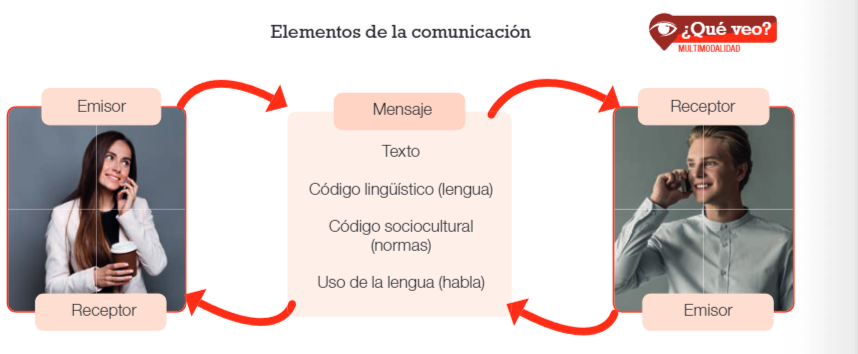 Elementos de la comunicación
¿Qué veo?
MULTIMODALIDAD
Emisor
Mensaje
Receptor
Texto
Código lingüístico (lengua)
Código sociocultural
(normas)
Uso de la lengua (habla)
Receptor
Emisor